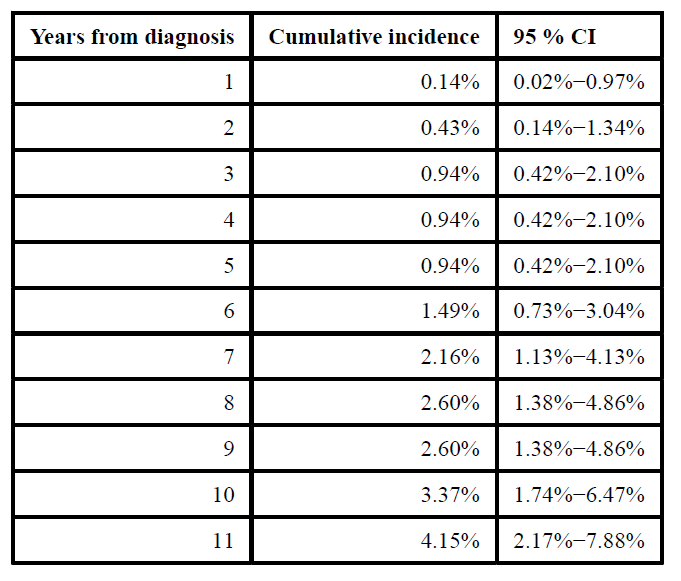 Years from diagnosis Cumulative incidence 95 % CI
1 0.14% 0.02%−0.97%
2 0.43% 0.14%−1.34%
3 0.94% 0.42%−2.10%
4 0.94% 0.42%−2.10%
5 0.94% 0.42%−2.10%
6 1.49% 0.73%−3.04%
7 2.16% 1.13%−4.13%
8 2.60% 1.38%−4.86%
9 2.60% 1.38%−4.86%
10 3.37% 1.74%−6.47%
11 4.15% 2.17%−7.88%